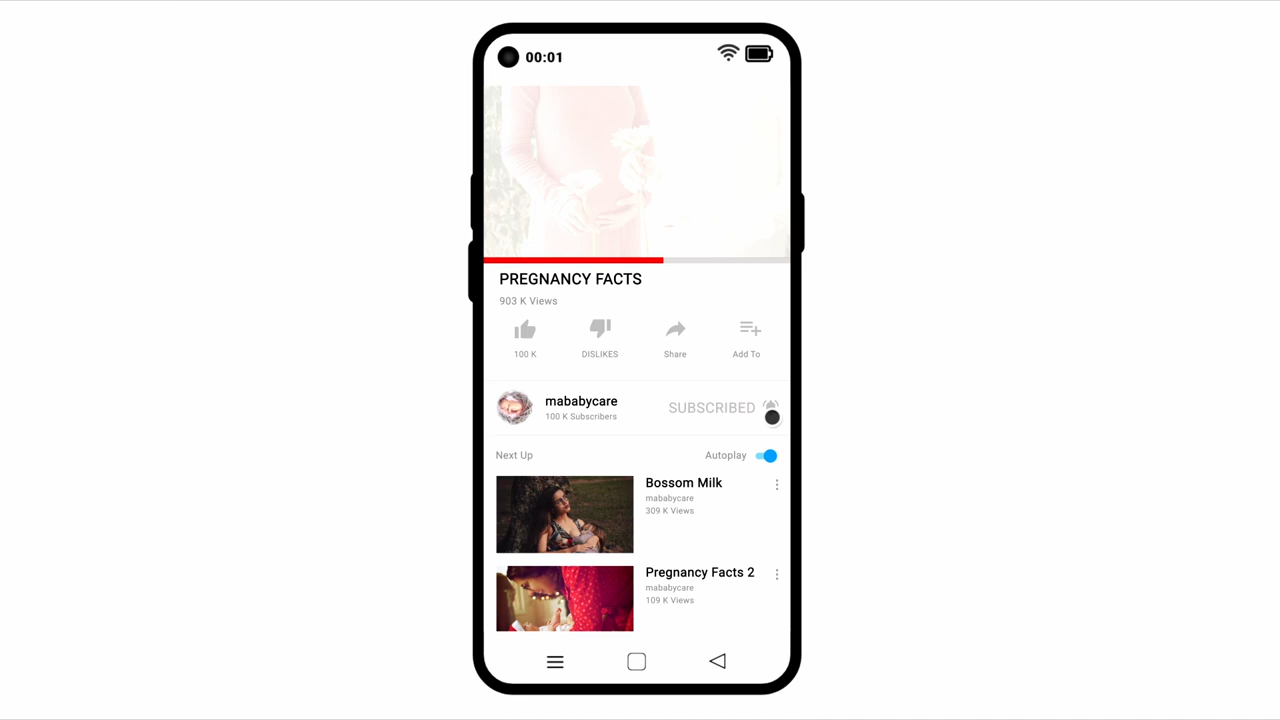 00:01
PREGNANCY FACTS
903 K Views
100 K
DISLIKES
Share
Add To
mababycare
100 K Subscribers
SUBSCRIBED
Next Up
Autoplay
Bossom Milk
mababycare
309 K Views
Pregnancy Facts 2
mababycare
109 K Views